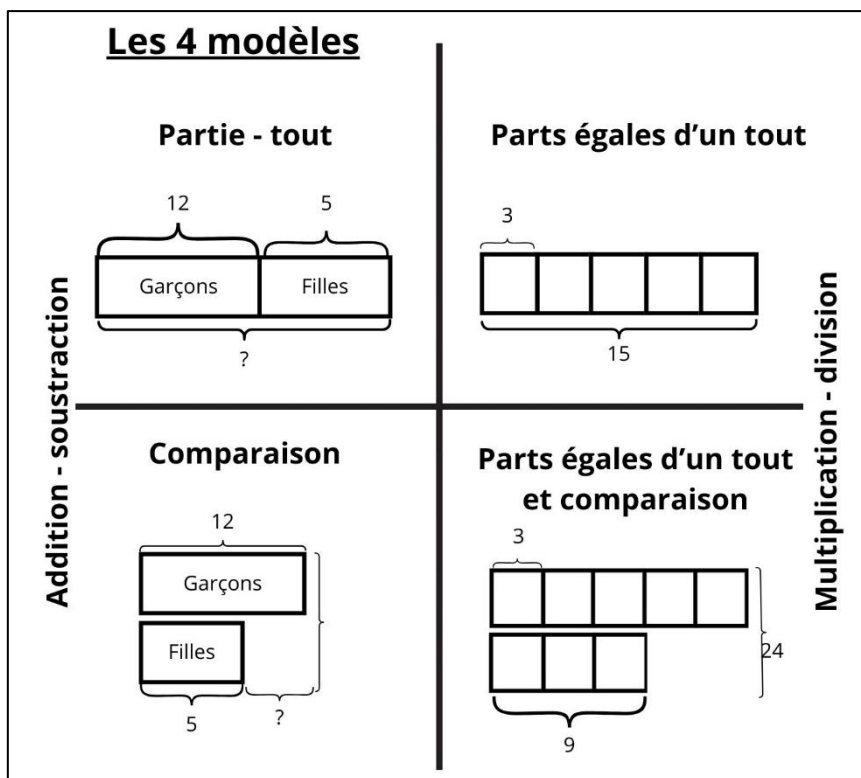 Les 4 modèles
Partie - tout
12
5
Garçons
Filles
?
Parts égales d'un tout
3
15
Addition - soustraction
Multiplication - division
Comparaison
12
Garçons
Filles
5
?
Parts égales d'un tout
et comparaison
3
24
9